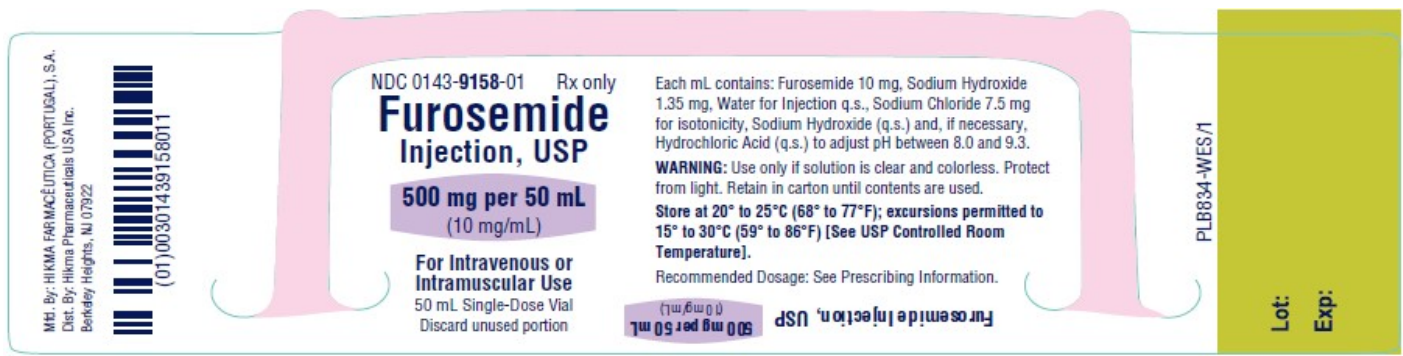 Mfd. By: HIKMA FARMACÊUTICA (PORTUGAL), S.A.
Dist. By: Hikma Pharmaceuticals USA Inc.
Berkeley Heights, NJ 07922
(01)00301439158011
NDC 0143-9158-01 Rx only
Furosemide
Injection, USP
500 mg per 50 mL
(10 mg/mL)
For Intravenous or
Intramuscular Use
50 mL Single-Dose Vial
Discard unused portion
Each mL contains: Furosemide 10 mg, Sodium Hydroxide
1.35 mg, Water for Injection q.s., Sodium Chloride 7.5 mg
for isotonicity, Sodium Hydroxide (q.s.) and, if necessary,
Hydrochloric Acid (q.s.) to adjust pH between 8.0 and 9.3.
WARNING: Use only if solution is clear and colorless. Protect
from light. Retain in carton until contents are used.
Store at 20° to 25°C (68° to 77°F); excursions permitted to
15° to 30°C (59° to 86°F) [See USP Controlled Room
Temperature].
Recommended Dosage: See Prescribing Information.
Furosemide Injection, USP
500 mg per 50 mL
(10 mg/mL)
PLB834-WES/1
Lot:
Exp: